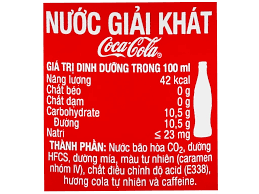 NƯỚC GIẢI KHÁT
Coca-Cola®
GIÁ TRỊ DINH DƯỠNG TRONG 100 ml
Năng lượng 42 kcal
Chất béo 0 g
Chất đạm 0 g
Carbohydrate 10,5 g
Đường 10,5 g
Natri ≤ 23 mg
THÀNH PHẦN: Nước bão hòa CO₂, đường
HFCS, đường mía, màu tự nhiên (caramen
nhóm IV), chất điều chỉnh độ acid (E338),
hương cola tự nhiên và caffeine.